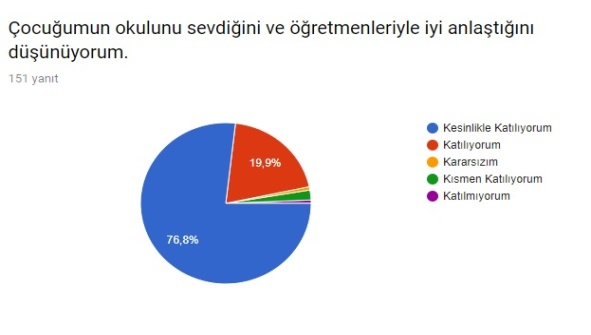 Çocuğumun okulunu sevdiğini ve öğretmenleriyle iyi anlaştığını
düşünüyorum.
151 yanıt
Kesinlikle Katılıyorum
Katılıyorum
Kararsızım
Kısmen Katılıyorum
Katılmıyorum
19,9%
76,8%